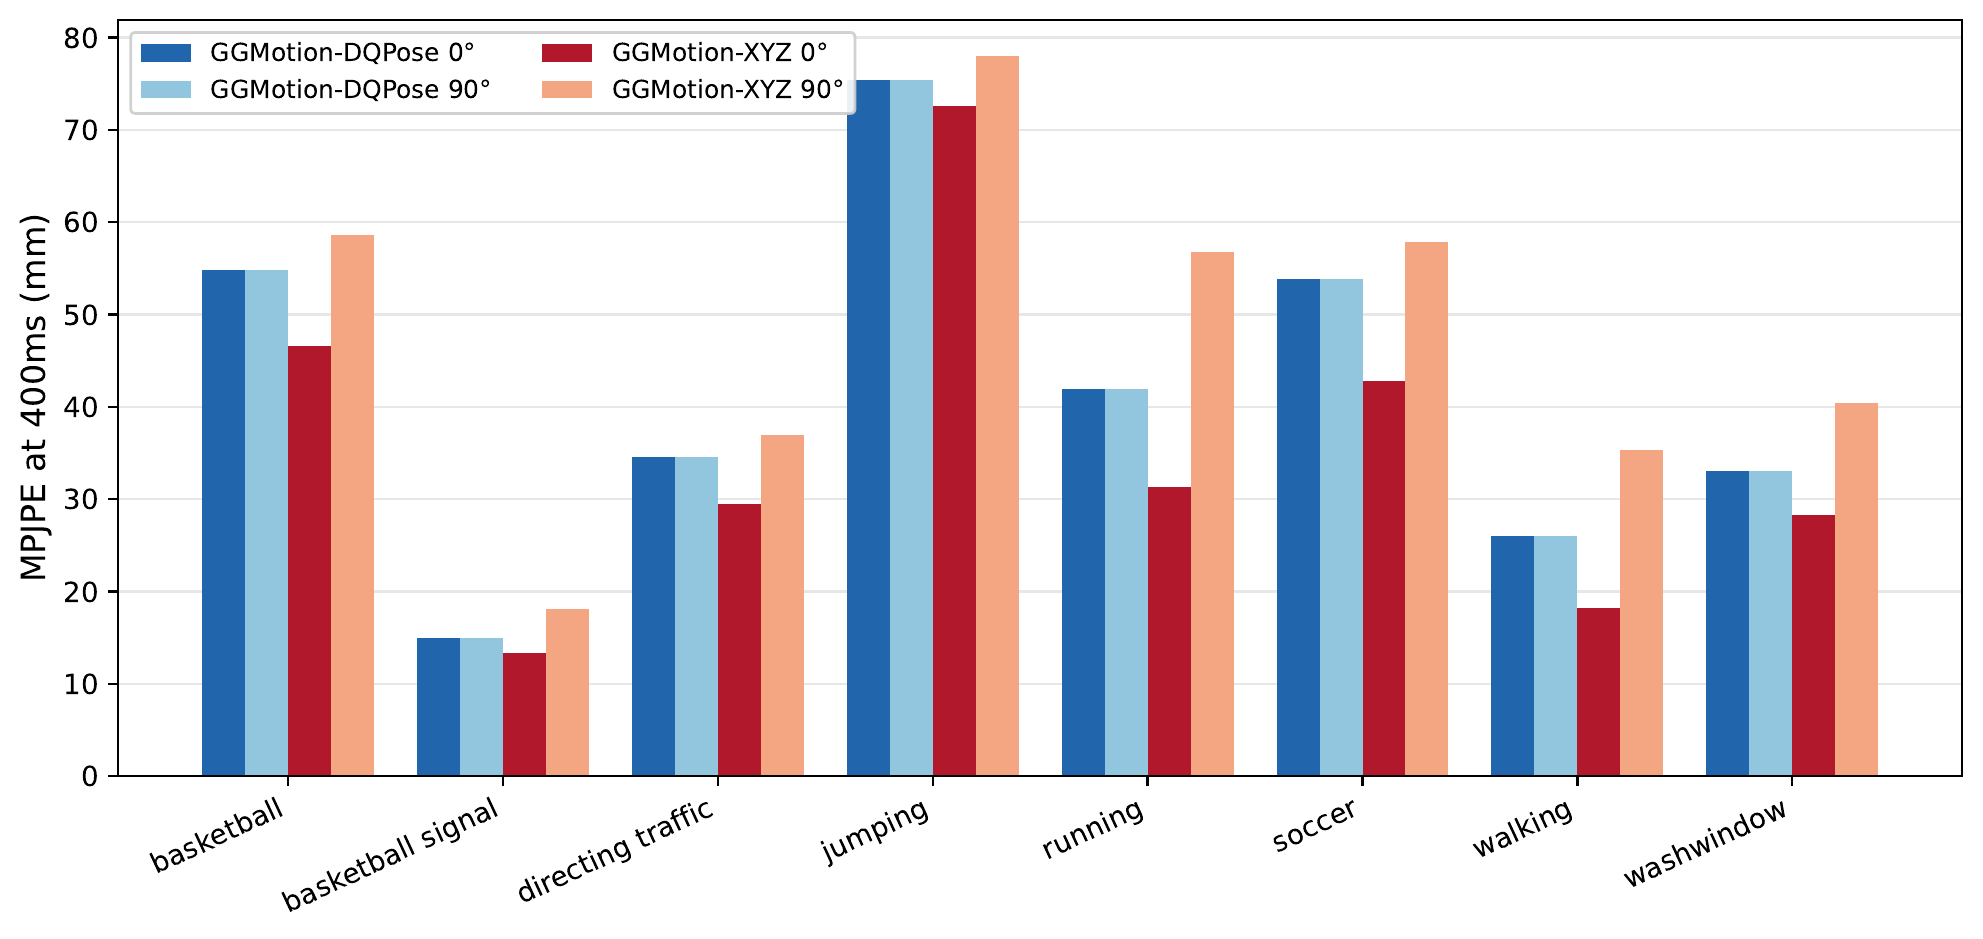 GGMotion-DQPose 0°
GGMotion-DQPose 90°
GGMotion-XYZ 0°
GGMotion-XYZ 90°
MPJPE at 400ms (mm)
80
70
60
50
40
30
20
10
0
basketball
basketball signal
directing traffic
jumping
running
soccer
walking
washwindow